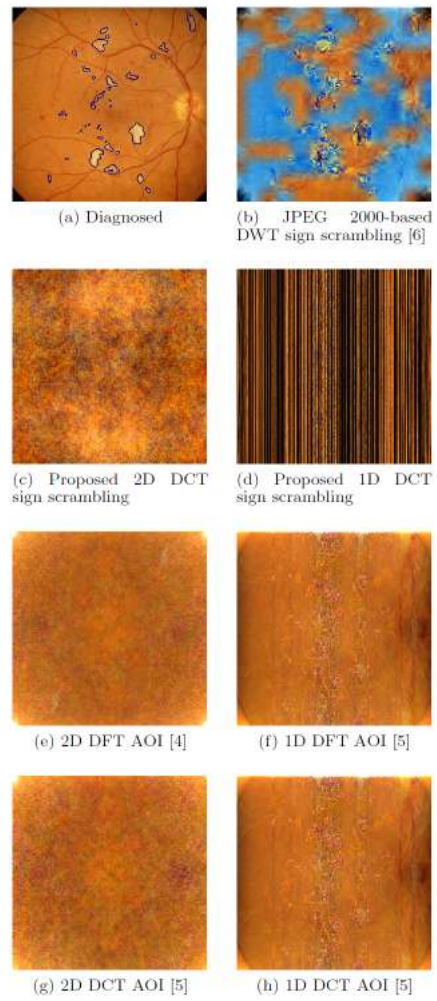 (a) Diagnosed
(b) JPEG 2000-based
DWT sign scrambling [6]
(c) Proposed 2D DCT
sign scrambling
(d) Proposed 1D DCT
sign scrambling
(e) 2D DFT AOI [4]
(f) 1D DFT AOI [5]
(g) 2D DCT AOI [5]
(h) 1D DCT AOI [5]